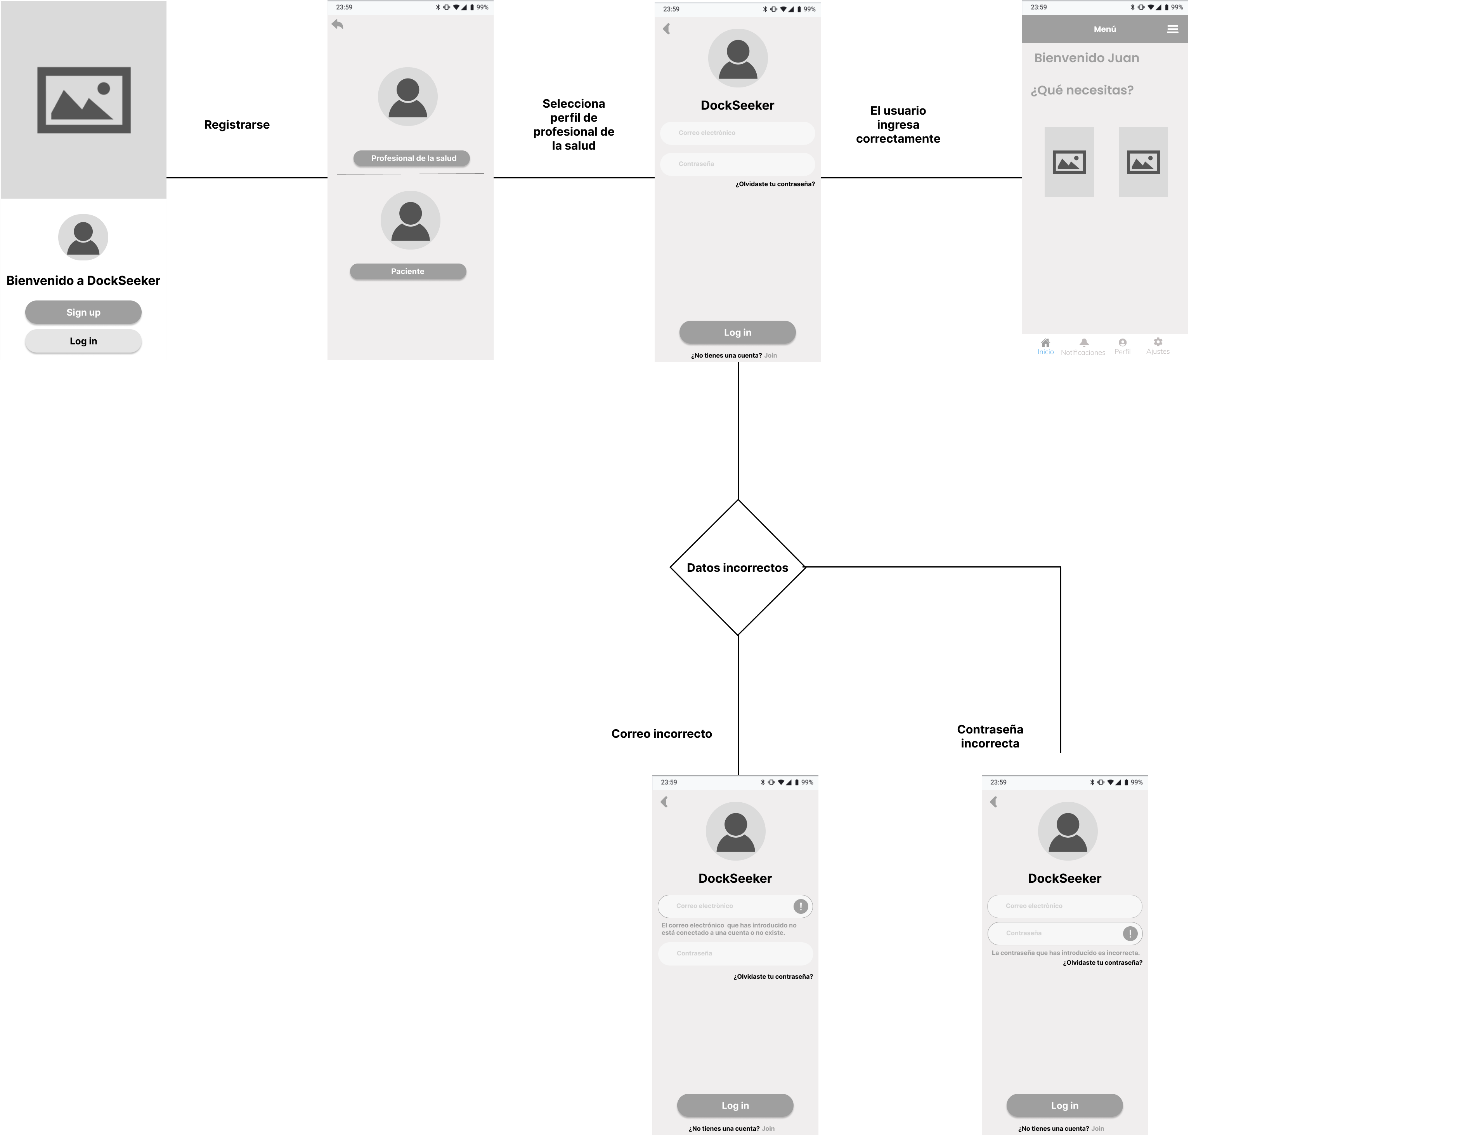 Bienvenido a DockSeeker
Sign up
Log in
Registrarse
23:59
99%
Profesional de la salud
Paciente
Selecciona
perfil de
profesional de
la salud
23:59
99%
DockSeeker
Correo electrónico
Contraseña
¿Olvidaste tu contraseña?
Log in
¿No tienes una cuenta? Join
El usuario
ingresa
correctamente
23:59
99%
Menú
Bienvenido Juan
¿Qué necesitas?
Inicio
Notificaciones
Perfil
Ajustes
Datos incorrectos
Correo incorrecto
Contraseña
incorrecta
23:59
99%
DockSeeker
Correo electrónico
El correo electrónico que has introducido no
está conectado a una cuenta o no existe.
Contraseña
¿Olvidaste tu contraseña?
Log in
¿No tienes una cuenta? Join
23:59
99%
DockSeeker
Correo electrónico
Contraseña
La contraseña que has introducido es incorrecta.
¿Olvidaste tu contraseña?
Log in
¿No tienes una cuenta? Join